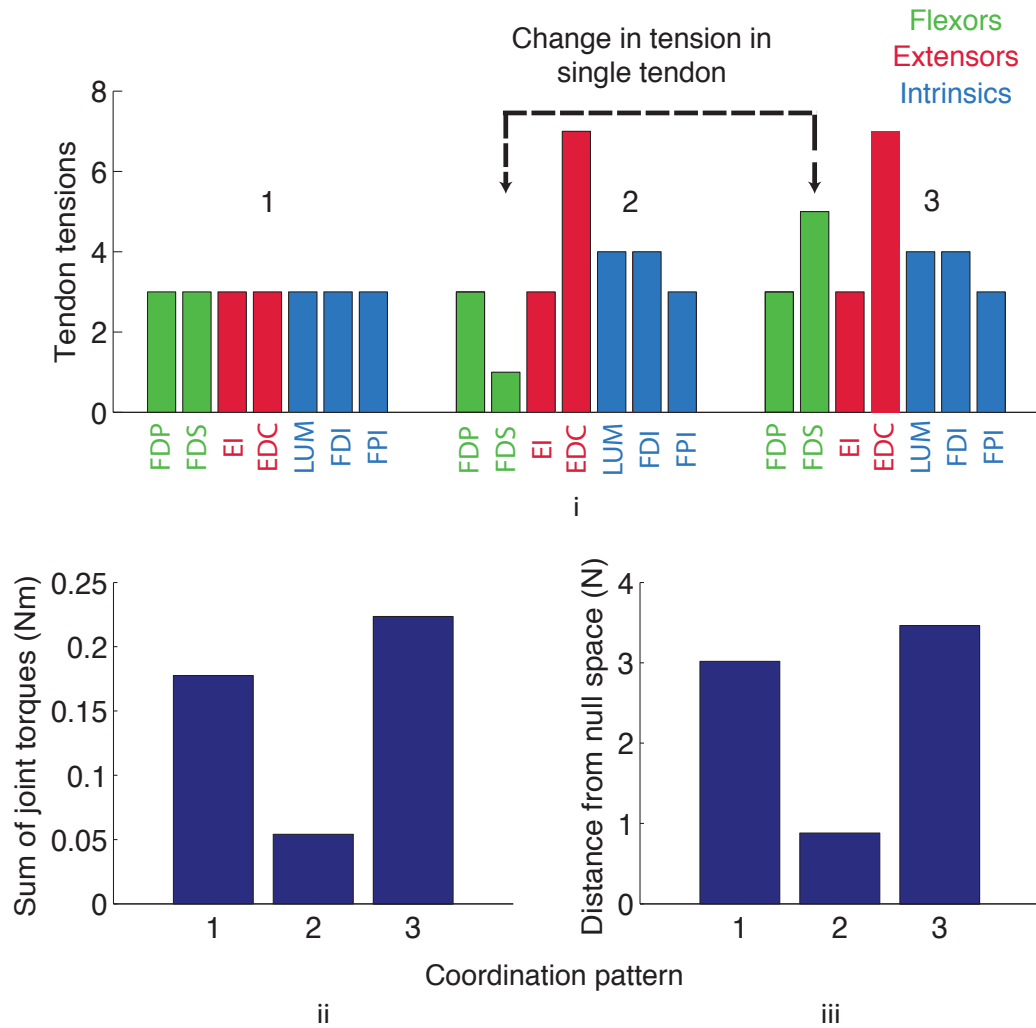 Flexors
Extensors
Intrinsics
Change in tension in
single tendon
Tendon tensions
8
6
4
2
0
1
2
3
FDP
FDS
EI
EDC
LUM
FDI
FPI
FDP
FDS
EI
EDC
LUM
FDI
FPI
FDP
FDS
EI
EDC
LUM
FDI
FPI
i
Sum of joint torques (Nm)
0.25
0.2
0.15
0.1
0.05
0
1 2 3
Distance from null space (N)
4
3
2
1
0
1 2 3
Coordination pattern
ii
iii